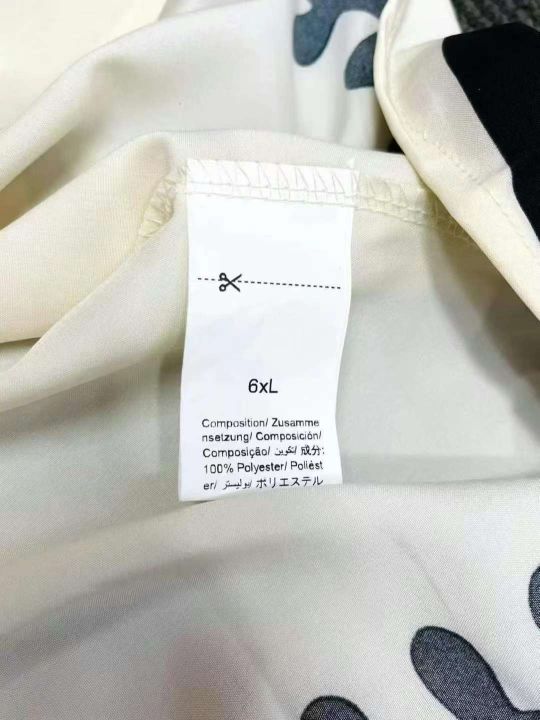 6xL
Composition/ Zusamme
nsetzung/ Composición/
Composição/ تكوين/ 成分:
100% Polyester/ Poliést
er/ بوليستر/ ポリエステル